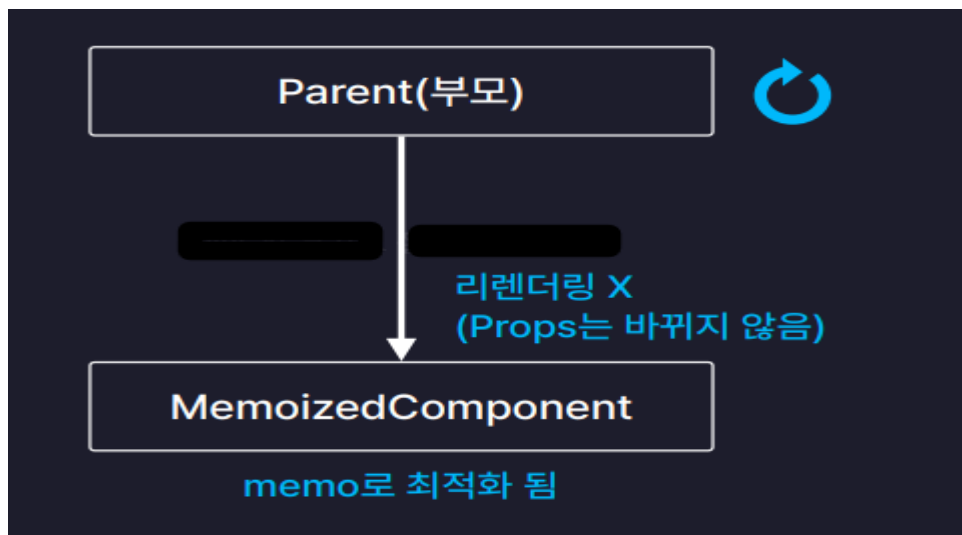 Parent(부모)
리렌더링 X
(Props는 바뀌지 않음)
MemoizedComponent
memo로 최적화 됨